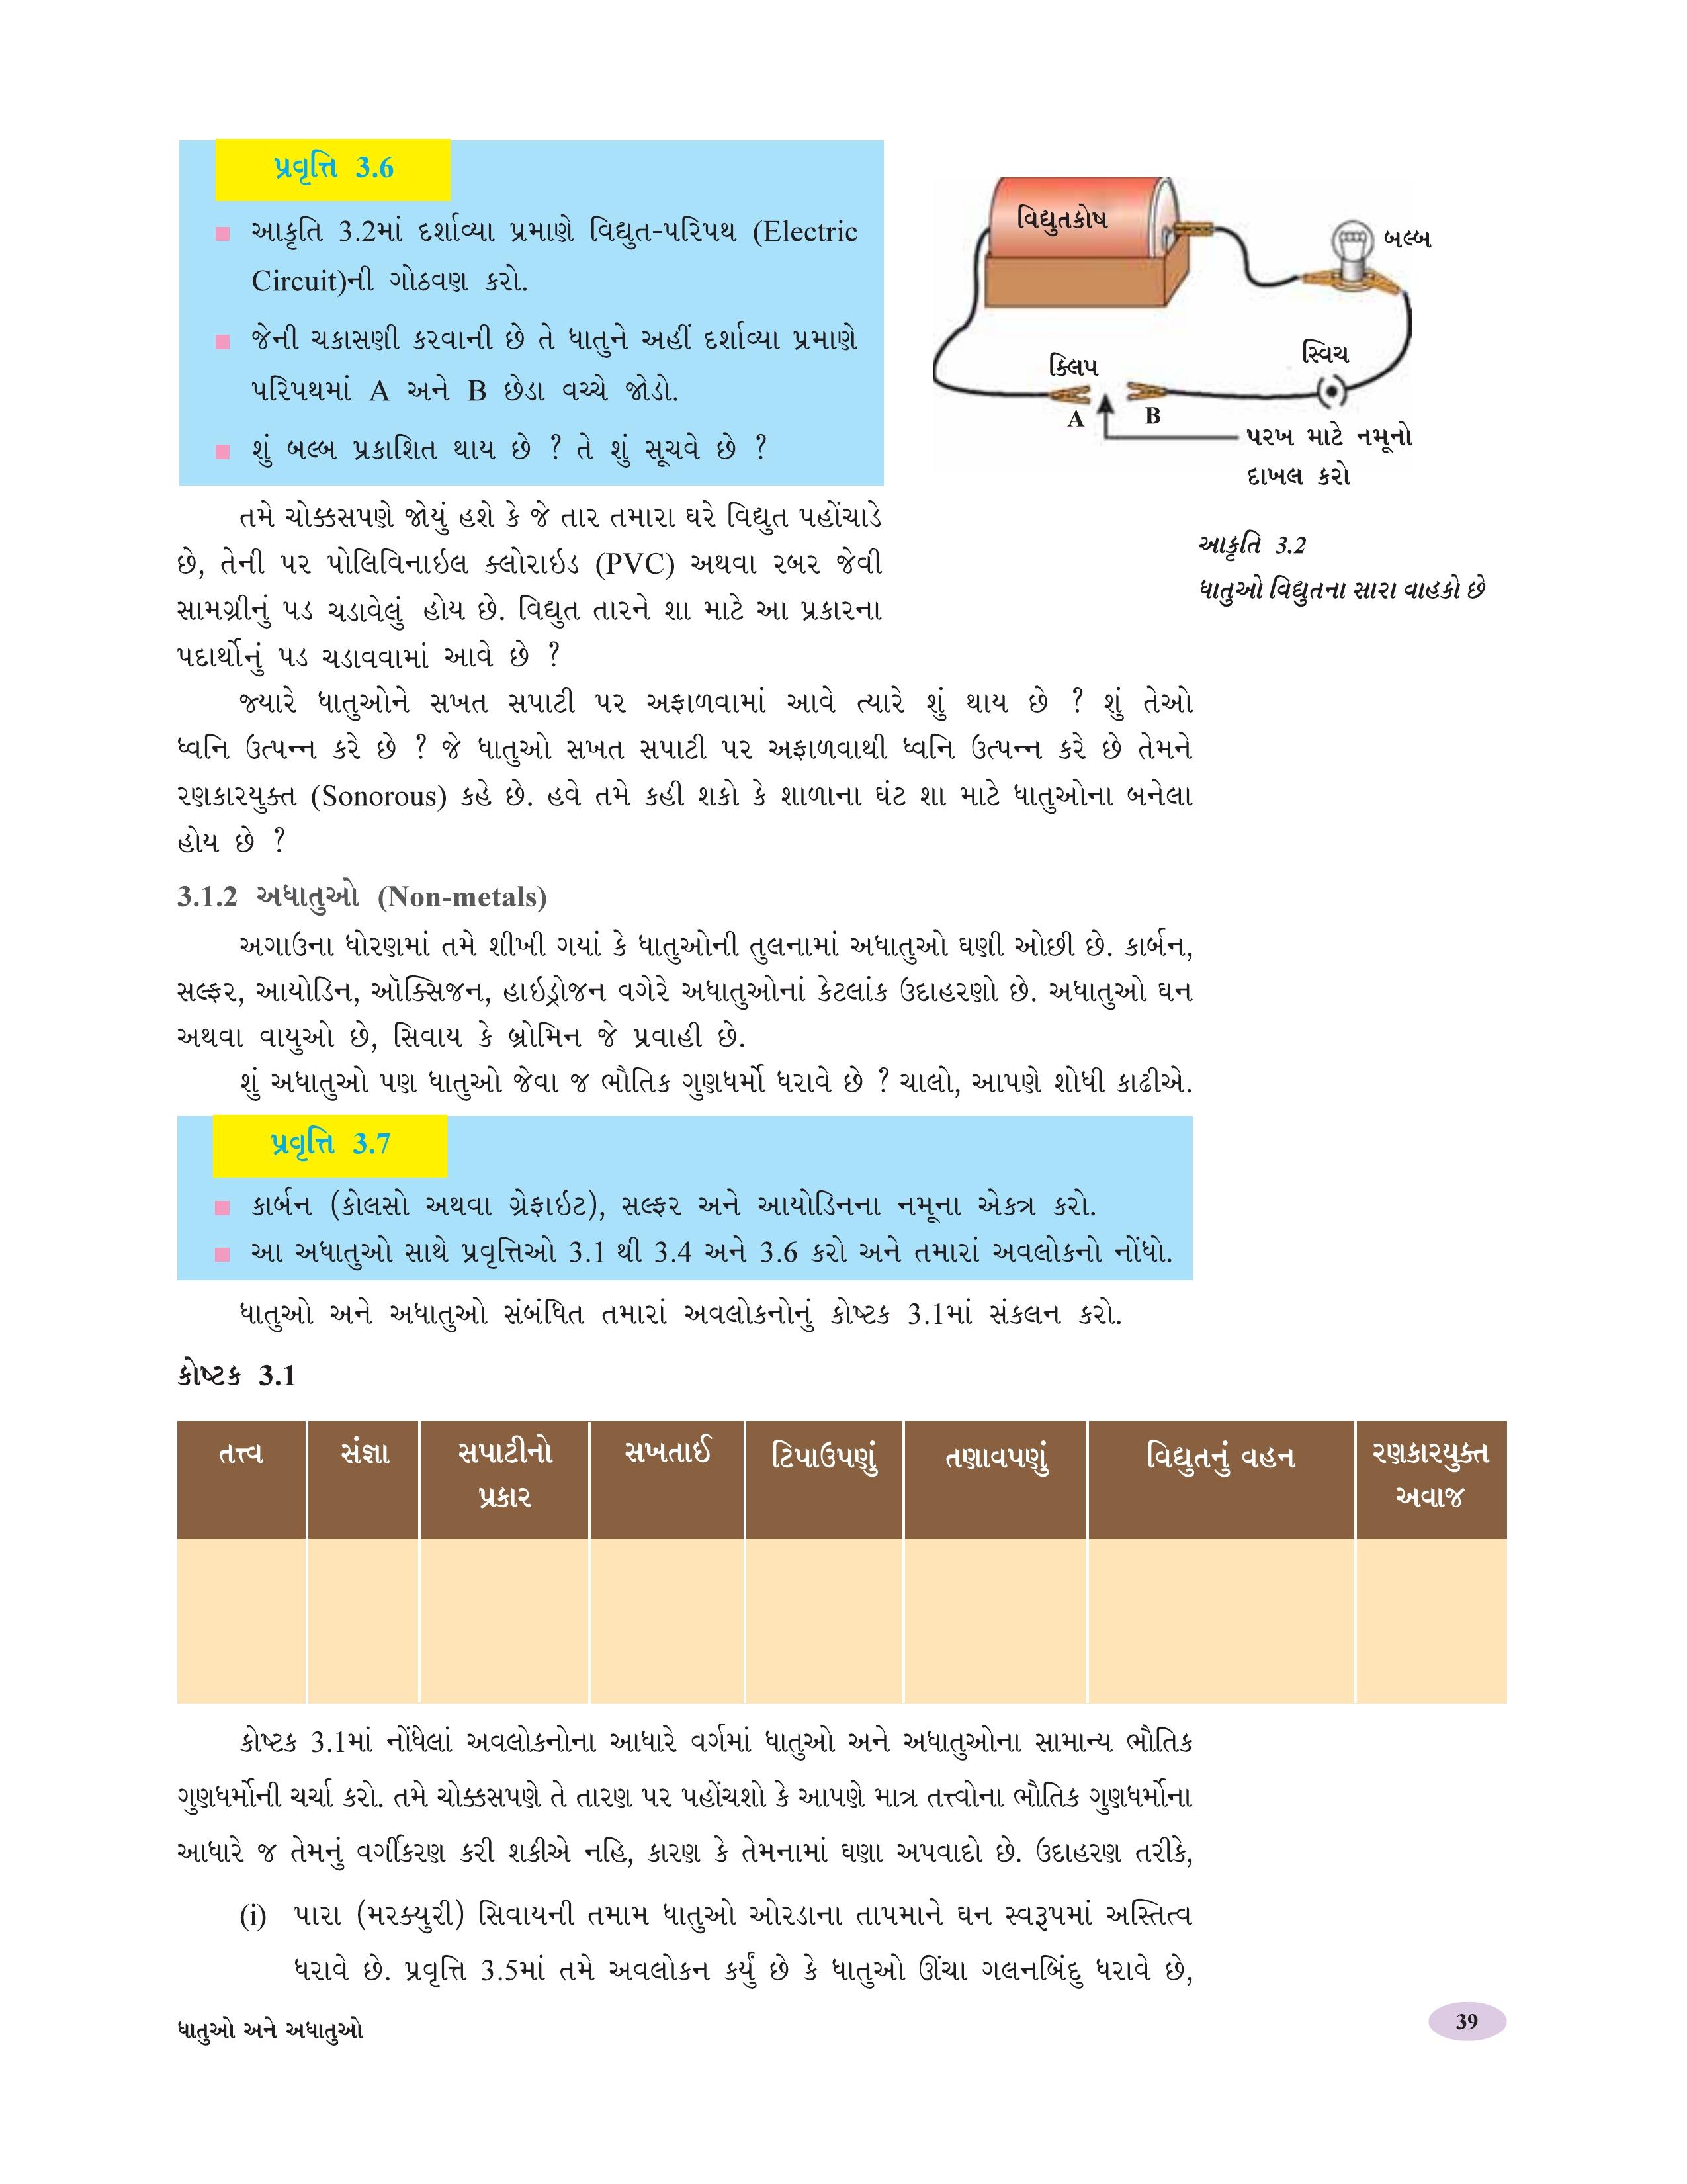 પ્રવૃત્તિ 3.6
આકૃતિ 3.2માં દર્શાવ્યા પ્રમાણે વિદ્યુત-પરિપથ (Electric
Circuit)ની ગોઠવણ કરો.
જેની ચકાસણી કરવાની છે તે ધાતુને અહીં દર્શાવ્યા પ્રમાણે
પરિપથમાં A અને B છેડા વચ્ચે જોડો.
શું બલ્બ પ્રકાશિત થાય છે ? તે શું સૂચવે છે ?
વિદ્યુતકોષ
બલ્બ
ક્લિપ
સ્વિચ
A
B
પરખ માટે નમૂનો
દાખલ કરો
આકૃતિ 3.2
ધાતુઓ વિદ્યુતના સારા વાહકો છે
તમે ચોક્કસપણે જોયું હશે કે જે તાર તમારા ઘરે વિદ્યુત પહોંચાડે
છે, તેની પર પોલિવિનાઇલ ક્લોરાઇડ (PVC) અથવા રબર જેવી
સામગ્રીનું પડ ચડાવેલું હોય છે. વિદ્યુત તારને શા માટે આ પ્રકારના
પદાર્થોનું પડ ચડાવવામાં આવે છે ?
જ્યારે ધાતુઓને સખત સપાટી પર અફાળવામાં આવે ત્યારે શું થાય છે ? શું તેઓ
ધ્વનિ ઉત્પન્ન કરે છે ? જે ધાતુઓ સખત સપાટી પર અફાળવાથી ધ્વનિ ઉત્પન્ન કરે છે તેમને
રણકારયુક્ત (Sonorous) કહે છે. હવે તમે કહી શકો કે શાળાના ઘંટ શા માટે ધાતુઓના બનેલા
હોય છે ?
3.1.2 અધાતુઓ (Non-metals)
અગાઉના ધોરણમાં તમે શીખી ગયાં કે ધાતુઓની તુલનામાં અધાતુઓ ઘણી ઓછી છે. કાર્બન,
સલ્ફર, આયોડિન, ઑક્સિજન, હાઇડ્રોજન વગેરે અધાતુઓનાં કેટલાંક ઉદાહરણો છે. અધાતુઓ ઘન
અથવા વાયુઓ છે, સિવાય કે બ્રોમિન જે પ્રવાહી છે.
શું અધાતુઓ પણ ધાતુઓ જેવા જ ભૌતિક ગુણધર્મો ધરાવે છે ? ચાલો, આપણે શોધી કાઢીએ.
પ્રવૃત્તિ 3.7
કાર્બન (કોલસો અથવા ગ્રેફાઇટ), સલ્ફર અને આયોડિનના નમૂના એકત્ર કરો.
આ અધાતુઓ સાથે પ્રવૃત્તિઓ 3.1 થી 3.4 અને 3.6 કરો અને તમારાં અવલોકનો નોંધો.
ધાતુઓ અને અધાતુઓ સંબંધિત તમારાં અવલોકનોનું કોષ્ટક 3.1માં સંકલન કરો.
કોષ્ટક 3.1
તત્ત્વ
સંજ્ઞા
સપાટીનો
પ્રકાર
સખતાઈ
ટિપાઉપણું
તણાવપણું
વિદ્યુતનું વહન
રણકારયુક્ત
અવાજ
કોષ્ટક 3.1માં નોંધેલાં અવલોકનોના આધારે વર્ગમાં ધાતુઓ અને અધાતુઓના સામાન્ય ભૌતિક
ગુણધર્મોની ચર્ચા કરો. તમે ચોક્કસપણે તે તારણ પર પહોંચશો કે આપણે માત્ર તત્ત્વોના ભૌતિક ગુણધર્મોના
આધારે જ તેમનું વર્ગીકરણ કરી શકીએ નહિ, કારણ કે તેમનામાં ઘણા અપવાદો છે. ઉદાહરણ તરીકે,
(i) પારા (મરક્યુરી) સિવાયની તમામ ધાતુઓ ઓરડાના તાપમાને ઘન સ્વરૂપમાં અસ્તિત્વ
ધરાવે છે. પ્રવૃત્તિ 3.5માં તમે અવલોકન કર્યું છે કે ધાતુઓ ઊંચા ગલનબિંદુ ધરાવે છે,
ધાતુઓ અને અધાતુઓ
39